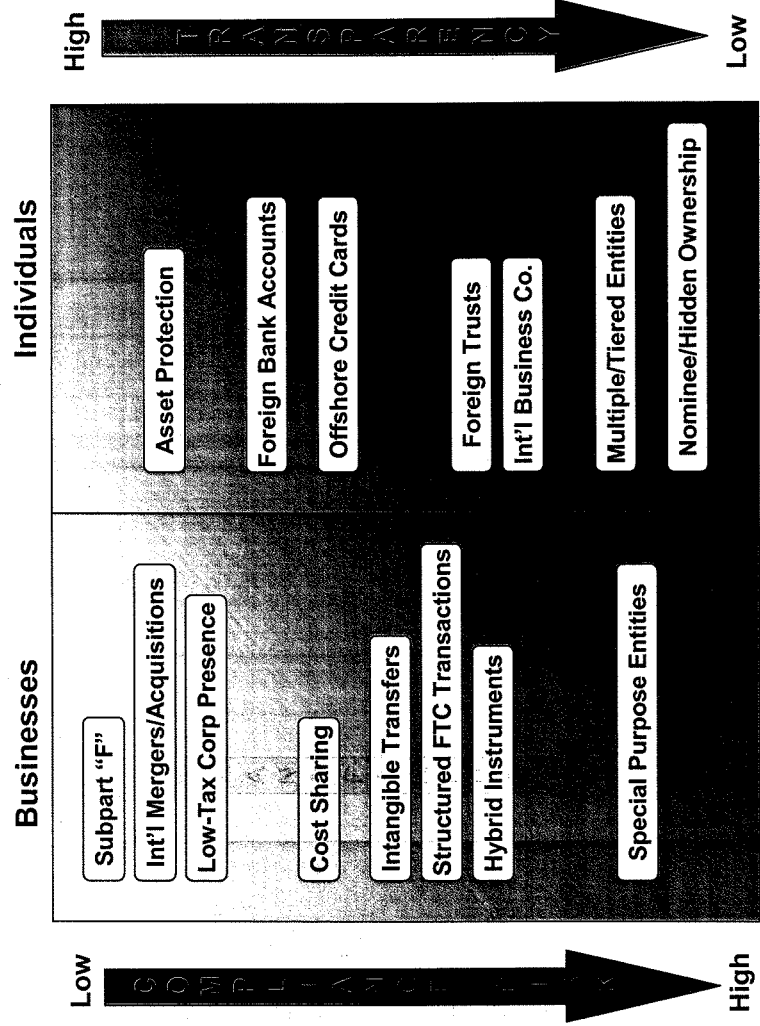 Businesses
Individuals
Low
High
COMPLIANCE RISK
TRANSPARENCY
Subpart “F”
Int’l Mergers/Acquisitions
Low-Tax Corp Presence
Cost Sharing
Intangible Transfers
Structured FTC Transactions
Hybrid Instruments
Special Purpose Entities
Asset Protection
Foreign Bank Accounts
Offshore Credit Cards
Foreign Trusts
Int’l Business Co.
Multiple/Tiered Entities
Nominee/Hidden Ownership
High
Low